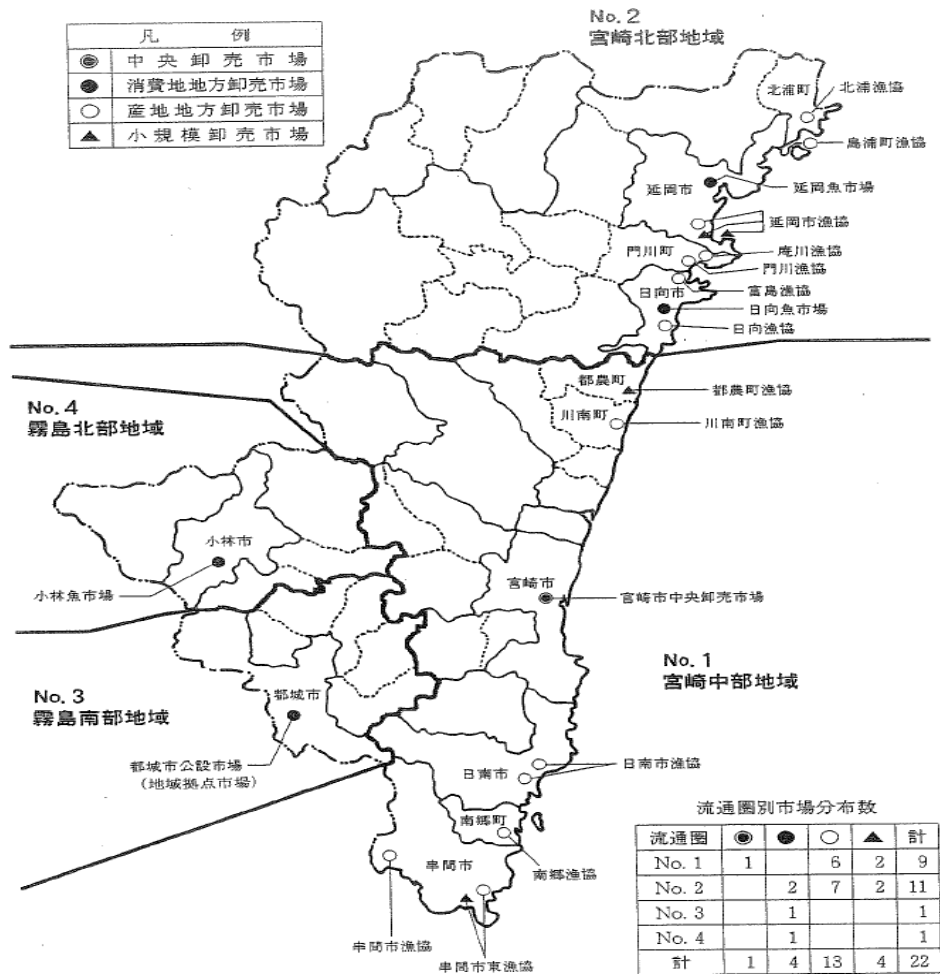 No. 2
宮崎北部地域
凡　例
◉ 中央卸売市場
● 消費地地方卸売市場
○ 産地地方卸売市場
▲ 小規模卸売市場
北浦町
北浦漁協
島浦町漁協
延岡市
延岡魚市場
延岡市漁協
門川町
庵川漁協
門川漁協
日向市
富島漁協
日向魚市場
日向漁協
都農町
都農町漁協
川南町
川南町漁協
No. 4
霧島北部地域
小林市
小林魚市場
宮崎市
宮崎市中央卸売市場
No. 1
宮崎中部地域
No. 3
霧島南部地域
都城市
都城市公設市場
(地域拠点市場)
日南市
日南市漁協
南郷町
南郷漁協
串間市
串間市漁協
串間市東漁協
流通圏別市場分布数
流通圏 ◉ ● ○ ▲ 計
No. 1 1 6 2 9
No. 2 2 7 2 11
No. 3 1 1
No. 4 1 1
計 1 4 13 4 22